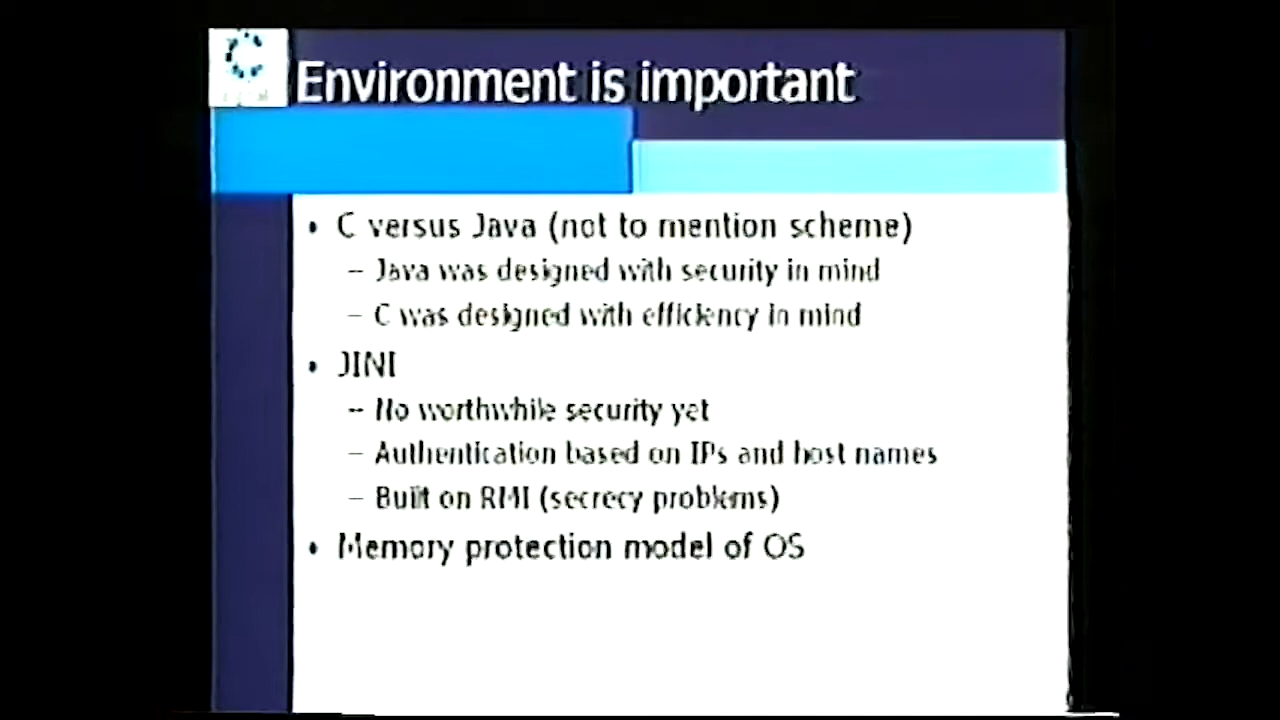 Environment is important
• C versus Java (not to mention scheme)
– Java was designed with security in mind
– C was designed with efficiency in mind
• JINI
– No worthwhile security yet
– Authentication based on IPs and host names
– Built on RMI (secrecy problems)
• Memory protection model of OS